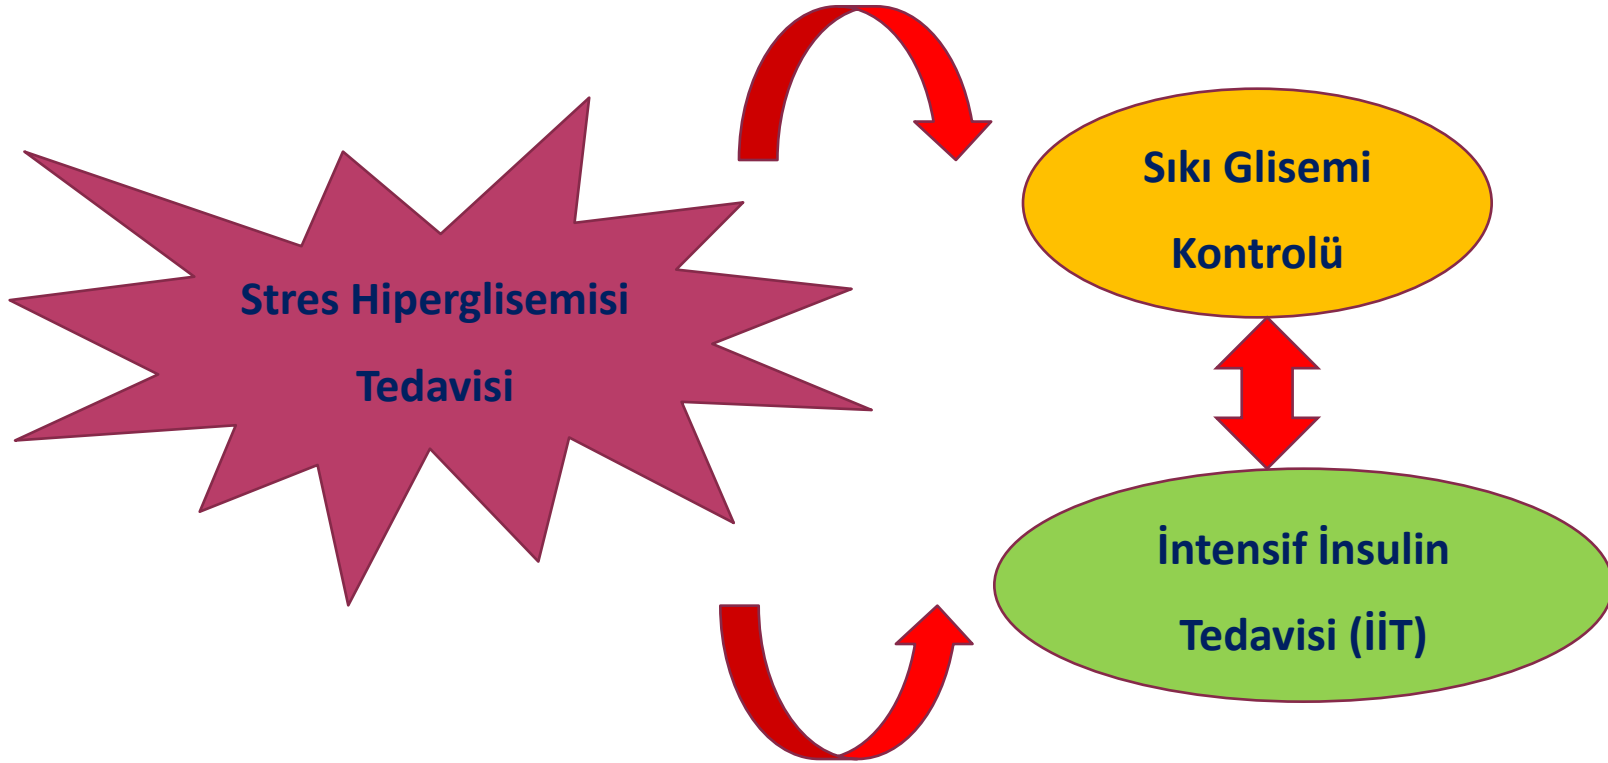 Stres Hiperglisemisi
Tedavisi
Sıkı Glisemi
Kontrolü
İntensif İnsulin
Tedavisi (İİT)